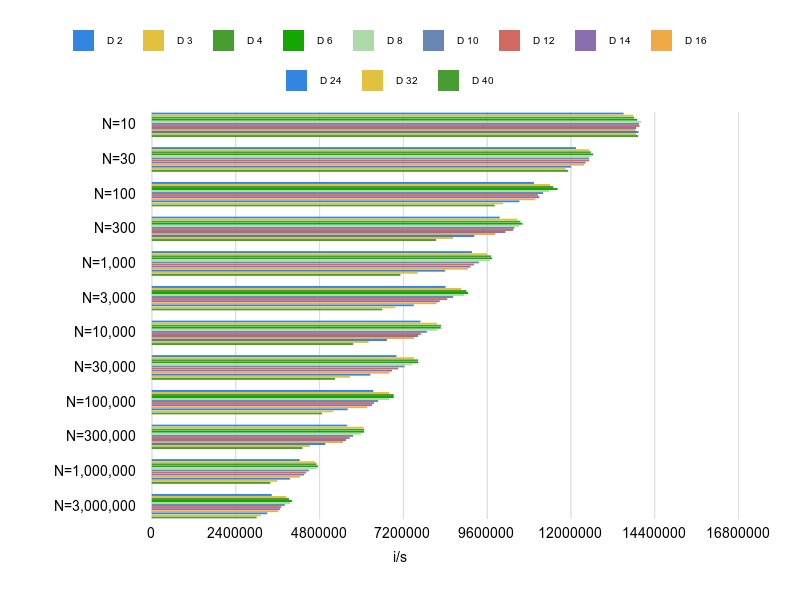 D 2 D 3 D 4 D 6 D 8 D 10 D 12 D 14 D 16
D 24 D 32 D 40
N=10
N=30
N=100
N=300
N=1,000
N=3,000
N=10,000
N=30,000
N=100,000
N=300,000
N=1,000,000
N=3,000,000
0 2400000 4800000 7200000 9600000 12000000 14400000 16800000
i/s